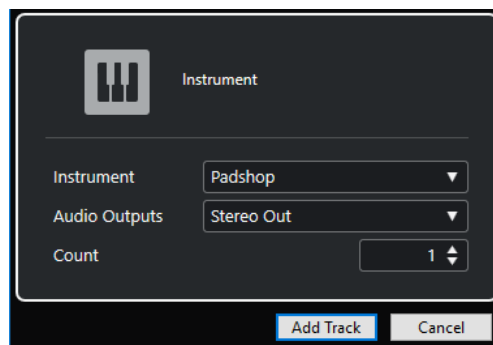 Instrument
Instrument Padshop
Audio Outputs Stereo Out
Count 1
Add Track Cancel